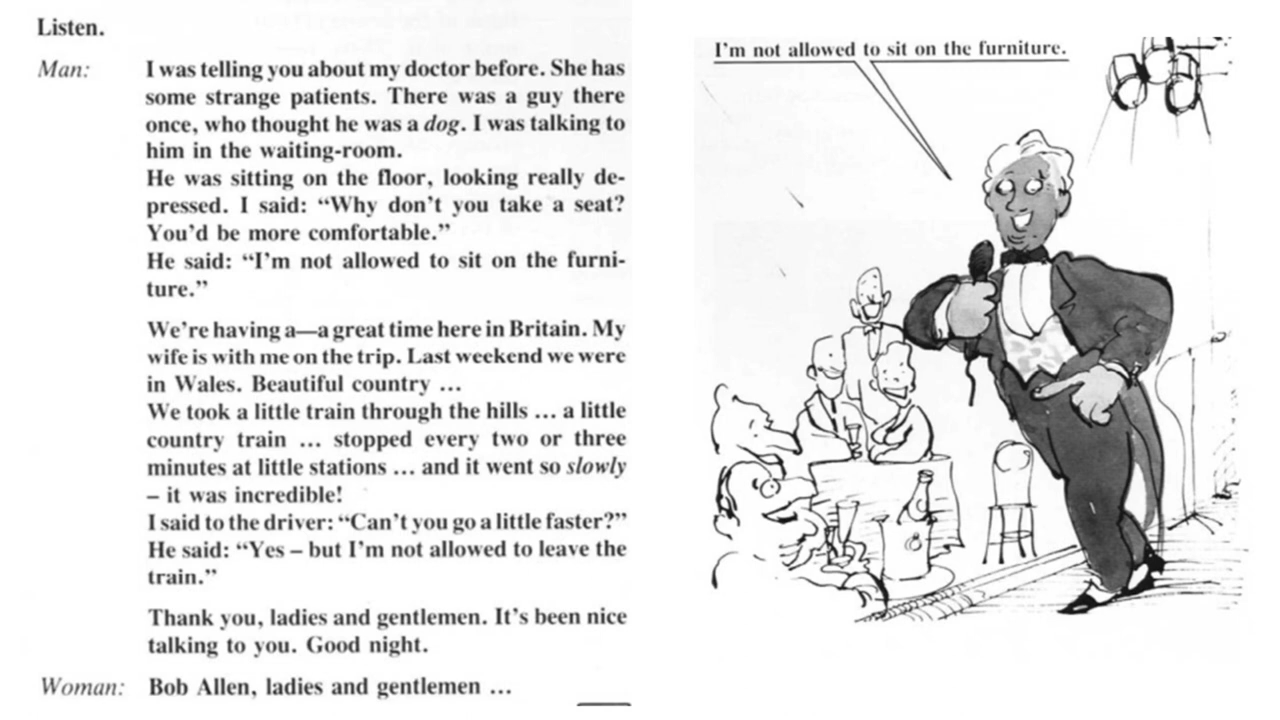 Listen.
Man: I was telling you about my doctor before. She has
some strange patients. There was a guy there
once, who thought he was a dog. I was talking to
him in the waiting-room.
He was sitting on the floor, looking really de-
pressed. I said: “Why don’t you take a seat?
You’d be more comfortable.”
He said: “I’m not allowed to sit on the furni-
ture.”
We’re having a—a great time here in Britain. My
wife is with me on the trip. Last weekend we were
in Wales. Beautiful country ...
We took a little train through the hills ... a little
country train ... stopped every two or three
minutes at little stations ... and it went so slowly
– it was incredible!
I said to the driver: “Can’t you go a little faster?”
He said: “Yes – but I’m not allowed to leave the
train.”
Thank you, ladies and gentlemen. It’s been nice
talking to you. Good night.
Woman: Bob Allen, ladies and gentlemen ...
I’m not allowed to sit on the furniture.